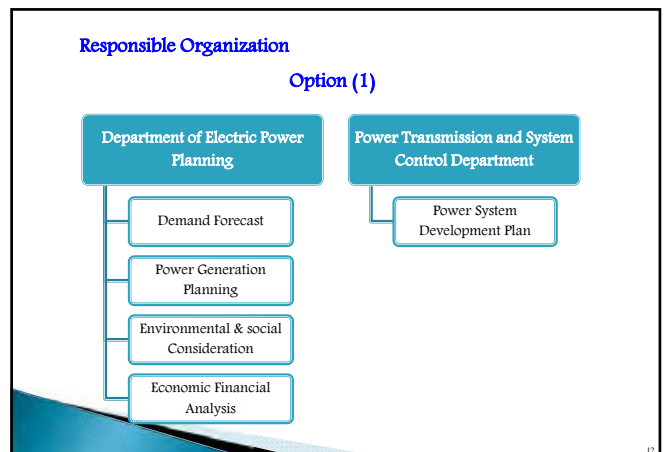 Responsible Organization
Option (1)
Department of Electric Power
Planning
Demand Forecast
Power Generation
Planning
Environmental & social
Consideration
Economic Financial
Analysis
Power Transmission and System
Control Department
Power System
Development Plan
12